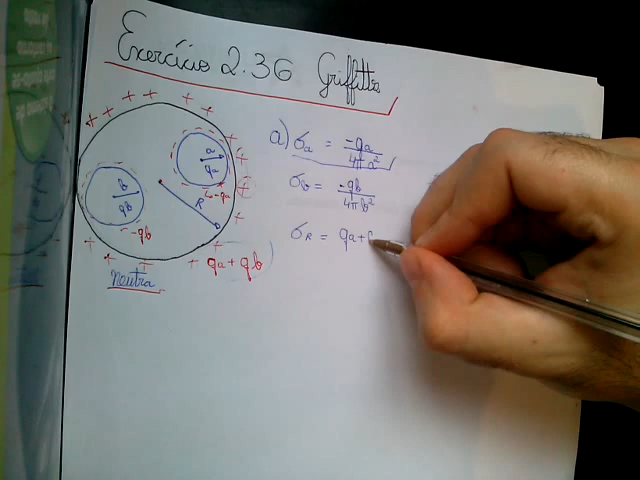 Exercício 2.36 Griffiths
a) σa = -qa / 4πa²
σb = -qb / 4πb²
σR = qa+
a
qa
-qa
b
qb
-qb
R
qa + qb
Neutra